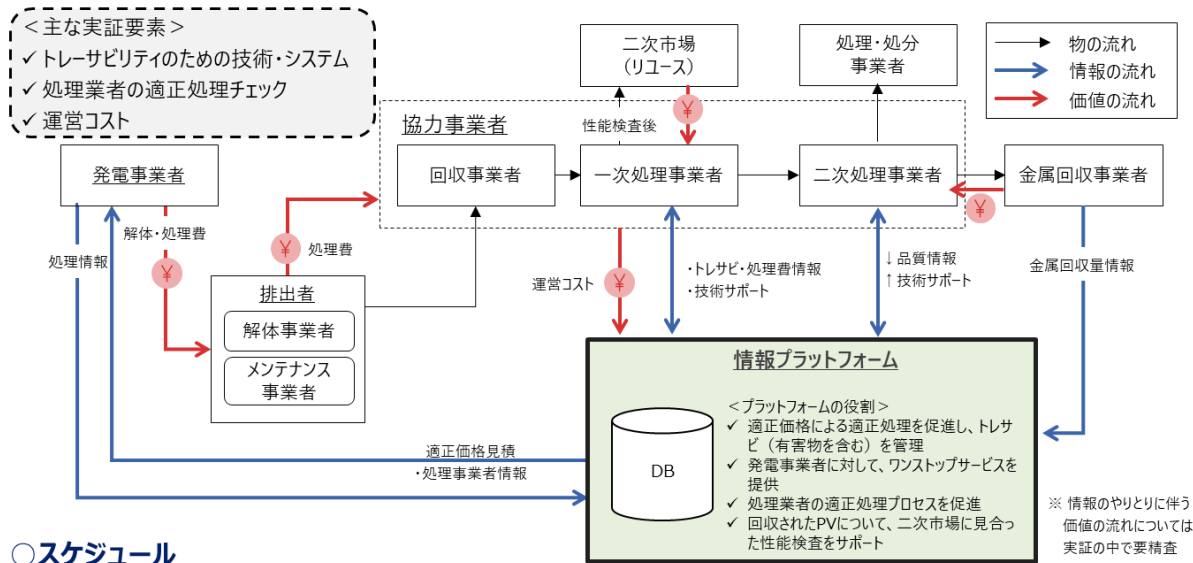 ＜主な実証要素＞
✓ トレーサビリティのための技術・システム
✓ 処理業者の適正処理チェック
✓ 運営コスト
二次市場
（リユース）
処理・処分
事業者
物の流れ
情報の流れ
価値の流れ
¥
協力事業者
性能検査後
発電事業者
回収事業者
一次処理事業者
二次処理事業者
金属回収事業者
¥
解体・処理費
処理情報
¥
¥
処理費
排出者
解体事業者
メンテナンス
事業者
運営コスト
¥
・トレサビ・処理費情報
・技術サポート
↓ 品質情報
↑ 技術サポート
金属回収量情報
情報プラットフォーム
DB
＜プラットフォームの役割＞
✓ 適正価格による適正処理を促進し、トレ
サビ（有害物を含む）を管理
✓ 発電事業者に対して、ワンストップサービスを
提供
✓ 処理業者の適正処理プロセスを促進
✓ 回収されたPVについて、二次市場に見合っ
た性能検査をサポート
適正価格見積
・処理事業者情報
※ 情報のやりとりに伴う
価値の流れについては
実証の中で要精査
○スケジュール